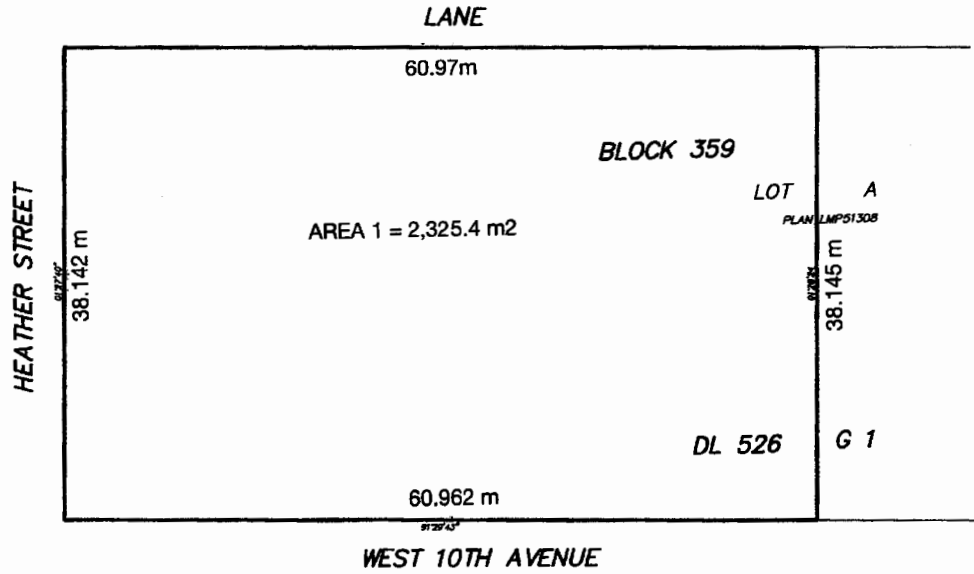 LANE
60.97m
BLOCK 359
LOT A
PLAN LMP51308
AREA 1 = 2,325.4 m2
HEATHER STREET
38.142 m
38.145 m
DL 526 G 1
60.962 m
WEST 10TH AVENUE